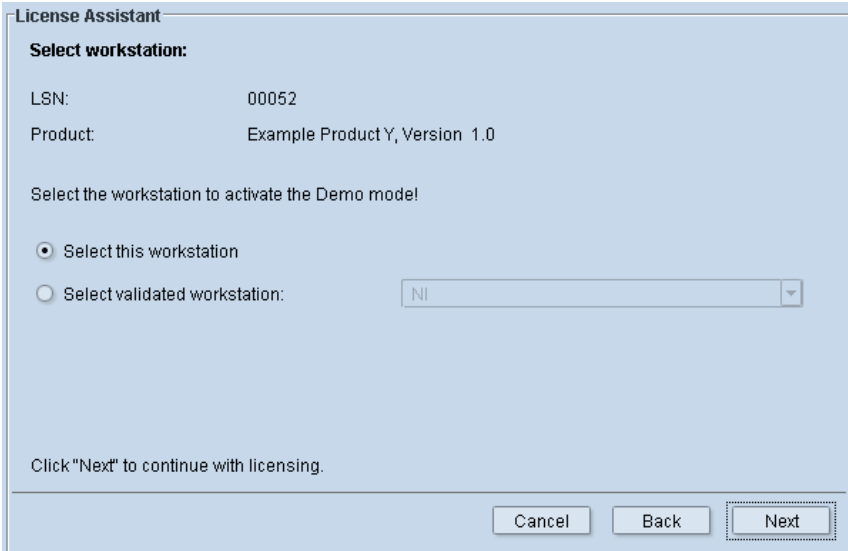 License Assistant
Select workstation:
LSN: 00052
Product: Example Product Y, Version 1.0
Select the workstation to activate the Demo mode!
Select this workstation
Select validated workstation: NI
Click "Next" to continue with licensing.
Cancel Back Next